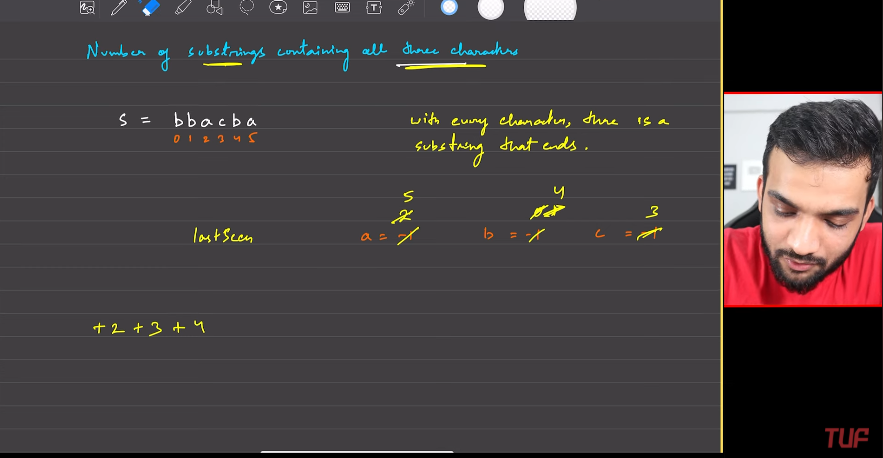 Number of substrings containing all three characters
S = bbacba
0 1 2 3 4 5
with every character, there is a
substring that ends.
5
4
2
3
lastSeen
a = -1
b = -1
c = -1
+2 +3 +4
TUF